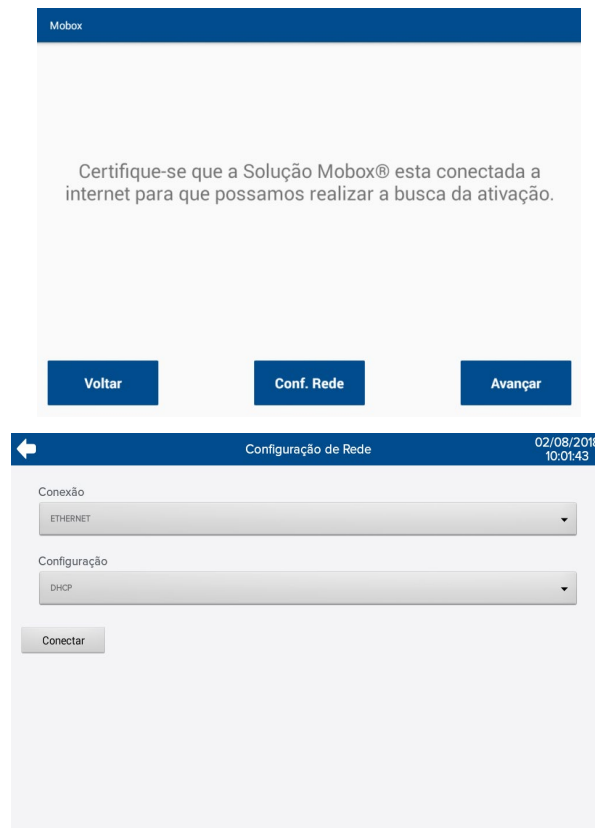 Mobox
Certifique-se que a Solução Mobox® esta conectada a
internet para que possamos realizar a busca da ativação.
Voltar
Conf. Rede
Avançar
Configuração de Rede
02/08/2018
10:01:43
Conexão
ETHERNET
Configuração
DHCP
Conectar